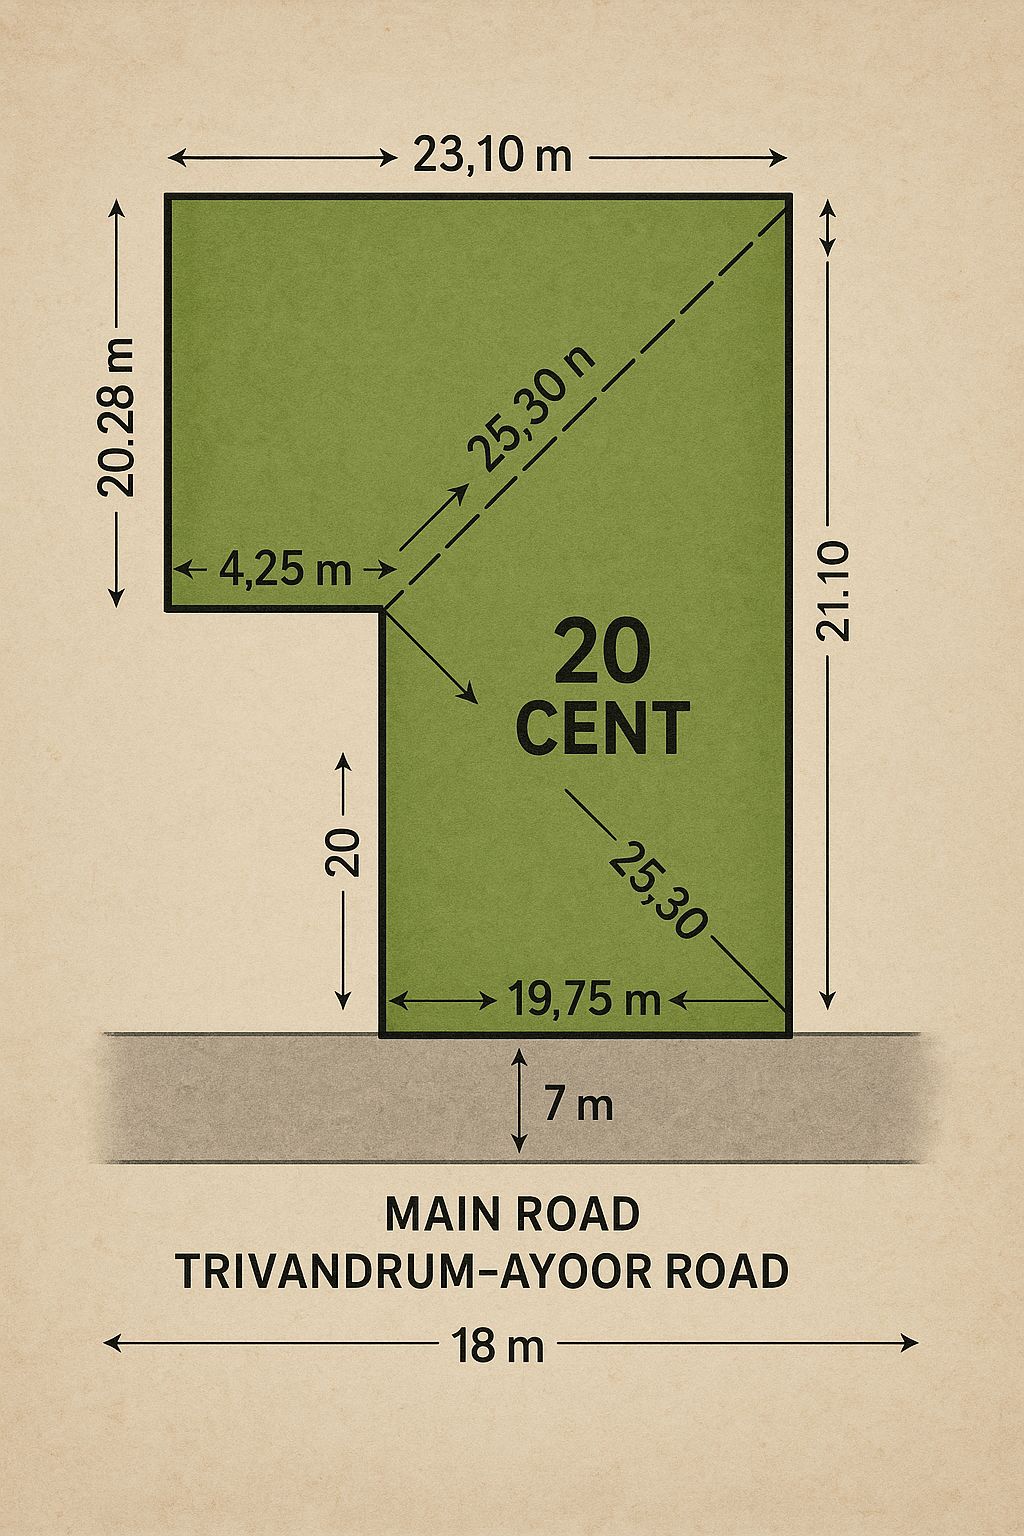 23,10 m
20.28 m
25,30 n
4,25 m
21.10
20
CENT
20
25,30
19,75 m
7 m
MAIN ROAD
TRIVANDRUM–AYOOR ROAD
18 m